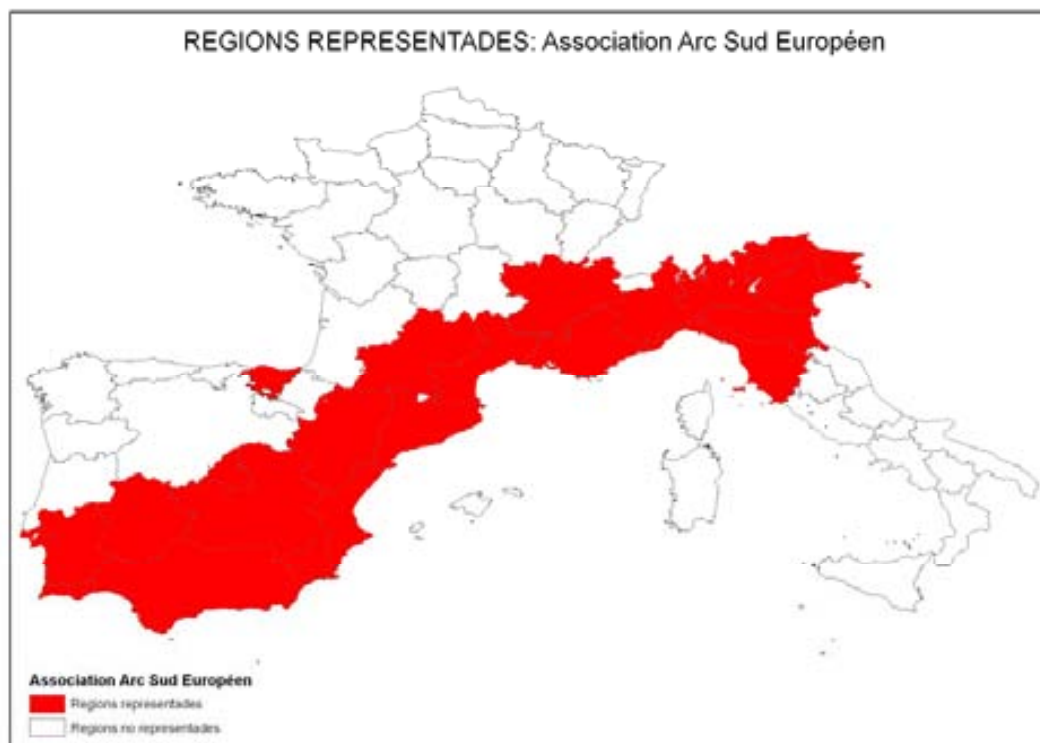 REGIONS REPRESENTADES: Association Arc Sud Européen
Association Arc Sud Européen
Regions representades
Regions no representades